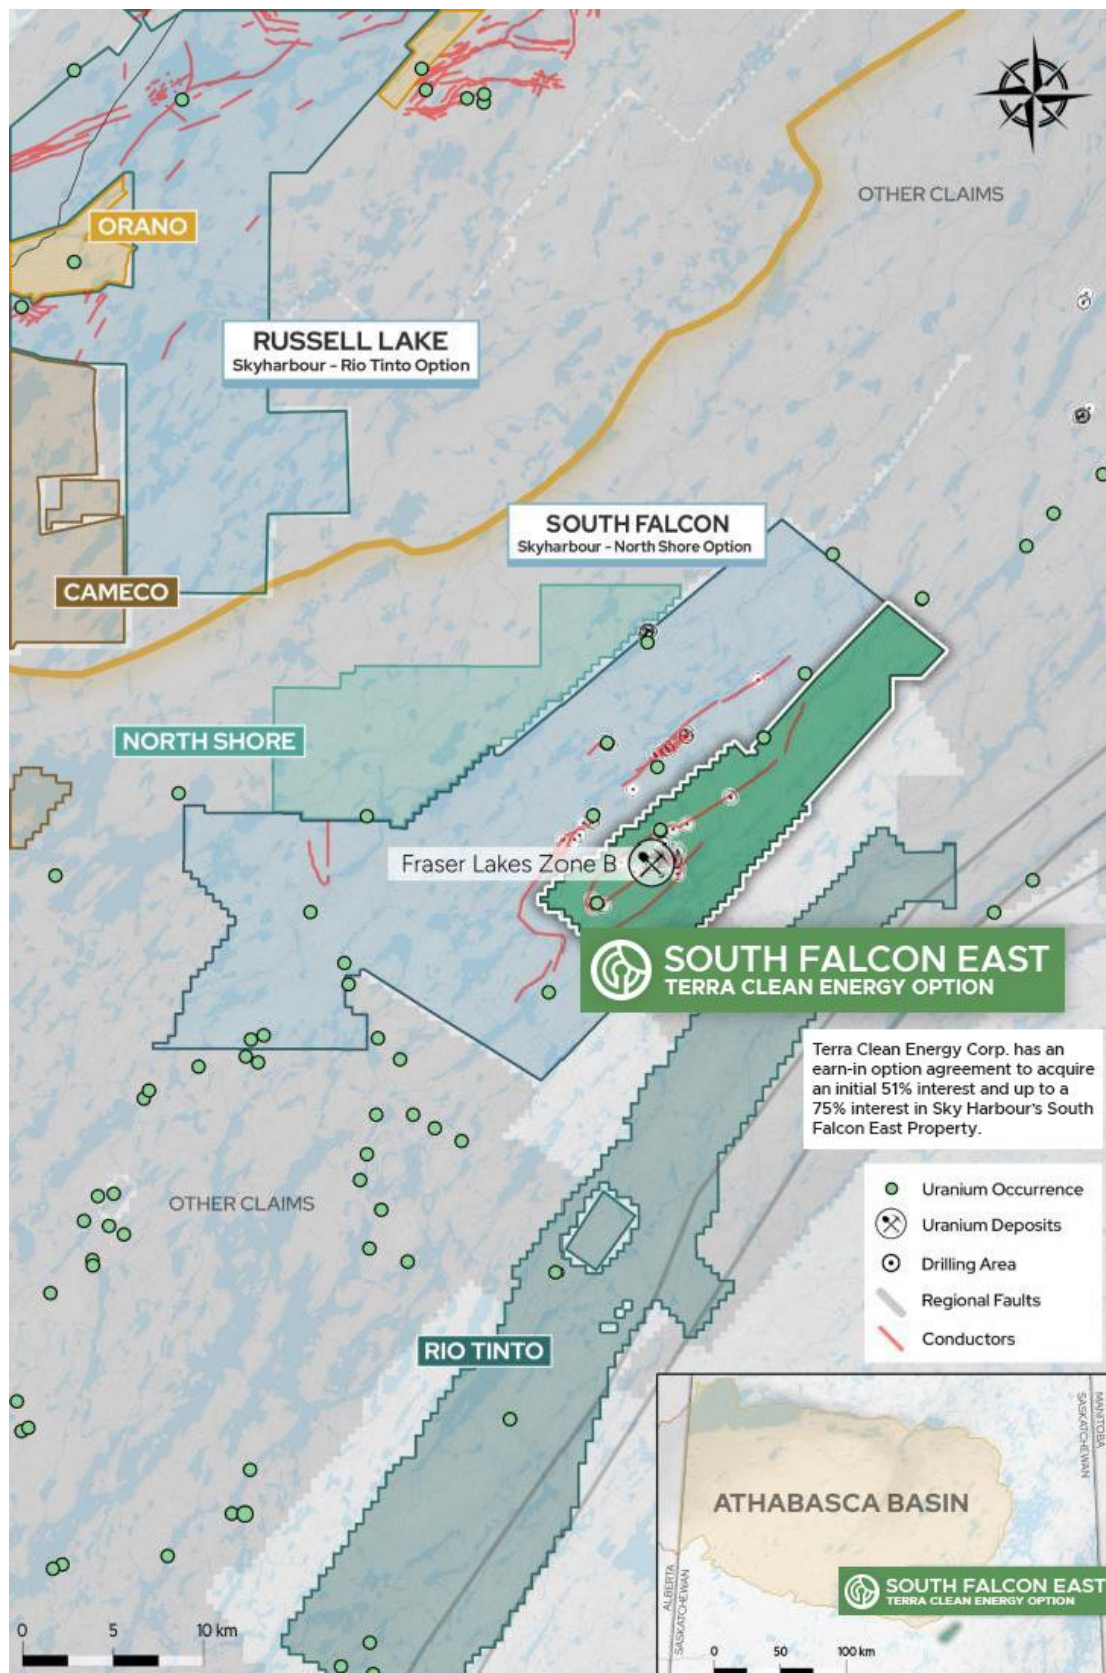 OTHER CLAIMS
ORANO
RUSSELL LAKE
Skyharbour - Rio Tinto Option
SOUTH FALCON
Skyharbour - North Shore Option
CAMECO
NORTH SHORE
Fraser Lakes Zone B
SOUTH FALCON EAST
TERRA CLEAN ENERGY OPTION
Terra Clean Energy Corp. has an
earn-in option agreement to acquire
an initial 51% interest and up to a
75% interest in Sky Harbour's South
Falcon East Property.
OTHER CLAIMS
Uranium Occurrence
Uranium Deposits
Drilling Area
Regional Faults
Conductors
RIO TINTO
MANITOBA
SASKATCHEWAN
ATHABASCA BASIN
ALBERTA
SASKATCHEWAN
SOUTH FALCON EAST
TERRA CLEAN ENERGY OPTION
0 5 10 km
0 50 100 km